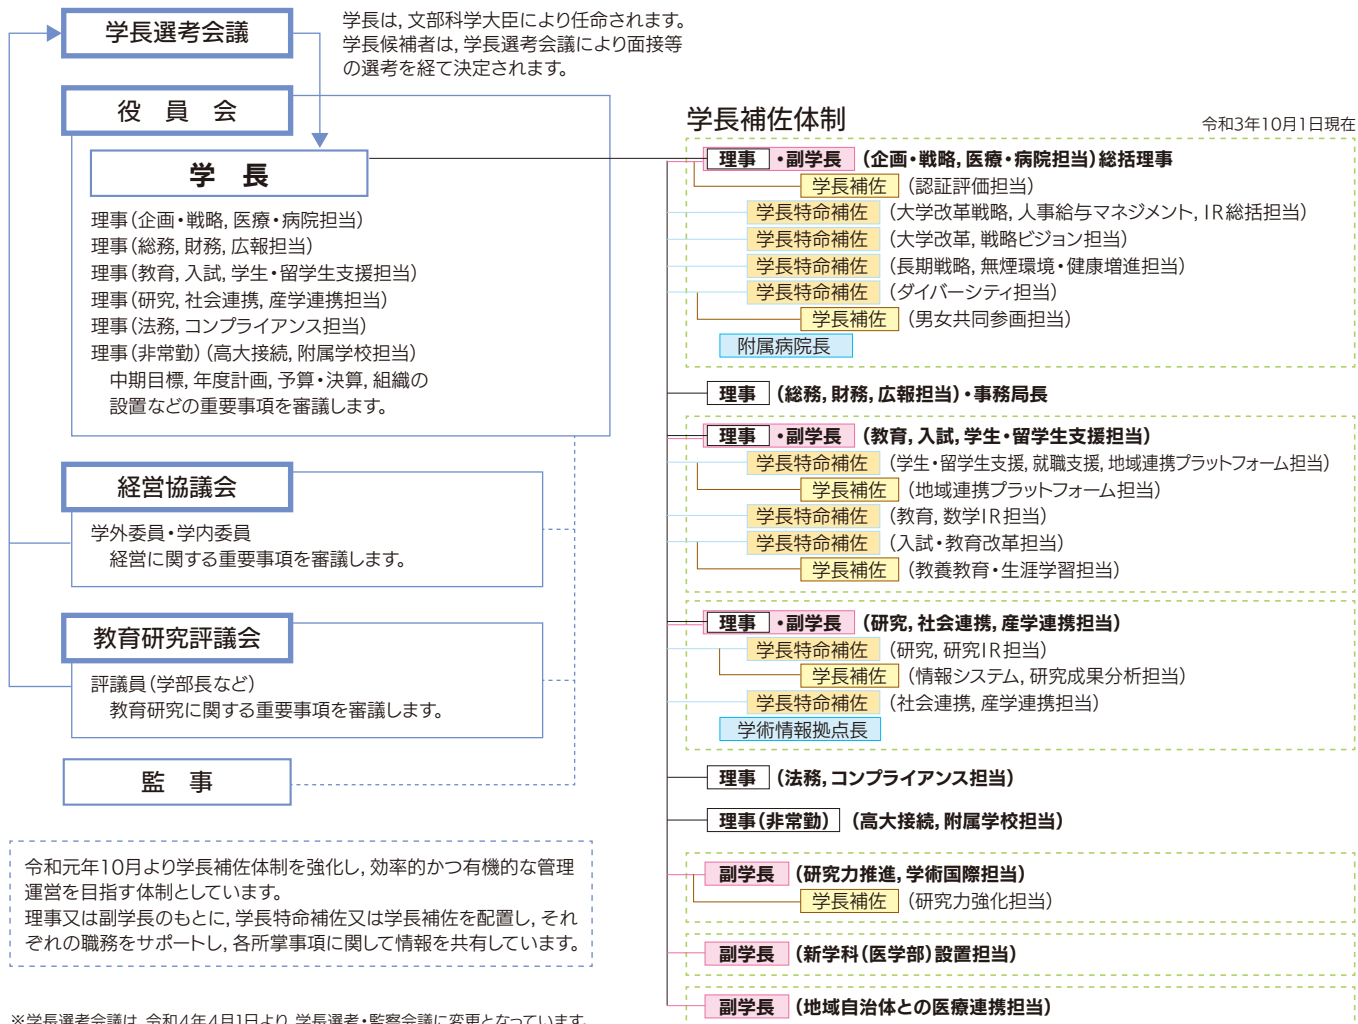 学長選考会議
学長は，文部科学大臣により任命されます。
学長候補者は，学長選考会議により面接等
の選考を経て決定されます。
役　員　会
学　長
理事（企画・戦略，医療・病院担当）
理事（総務，財務，広報担当）
理事（教育，入試，学生・留学生支援担当）
理事（研究，社会連携，産学連携担当）
理事（法務，コンプライアンス担当）
理事（非常勤）（高大接続，附属学校担当）
中期目標，年度計画，予算・決算，組織の
設置などの重要事項を審議します。
経営協議会
学外委員・学内委員
経営に関する重要事項を審議します。
教育研究評議会
評議員（学部長など）
教育研究に関する重要事項を審議します。
監　事
令和元年10月より学長補佐体制を強化し，効率的かつ有機的な管理
運営を目指す体制としています。
理事又は副学長のもとに，学長特命補佐又は学長補佐を配置し，それ
ぞれの職務をサポートし，各所掌事項に関して情報を共有しています。
※学長選考会議は，令和4年4月1日より，学長選考・監察会議に変更となっています。
学長補佐体制
令和3年10月1日現在
理事・副学長（企画・戦略，医療・病院担当）総括理事
学長補佐（認証評価担当）
学長特命補佐（大学改革戦略，人事給与マネジメント，IR総括担当）
学長特命補佐（大学改革，戦略ビジョン担当）
学長特命補佐（長期戦略，無煙環境・健康増進担当）
学長特命補佐（ダイバーシティ担当）
学長補佐（男女共同参画担当）
附属病院長
理事（総務，財務，広報担当）・事務局長
理事・副学長（教育，入試，学生・留学生支援担当）
学長特命補佐（学生・留学生支援，就職支援，地域連携プラットフォーム担当）
学長補佐（地域連携プラットフォーム担当）
学長特命補佐（教育，数学IR担当）
学長特命補佐（入試・教育改革担当）
学長補佐（教養教育・生涯学習担当）
理事・副学長（研究，社会連携，産学連携担当）
学長特命補佐（研究，研究IR担当）
学長補佐（情報システム，研究成果分析担当）
学長特命補佐（社会連携，産学連携担当）
学術情報拠点長
理事（法務，コンプライアンス担当）
理事（非常勤）（高大接続，附属学校担当）
副学長（研究力推進，学術国際担当）
学長補佐（研究力強化担当）
副学長（新学科（医学部）設置担当）
副学長（地域自治体との医療連携担当）